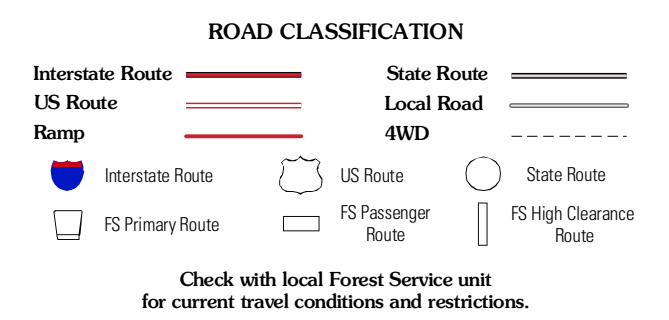 ROAD CLASSIFICATION
Interstate Route
State Route
US Route
Local Road
Ramp
4WD
Interstate Route
US Route
State Route
FS Primary Route
FS Passenger
Route
FS High Clearance
Route
Check with local Forest Service unit
for current travel conditions and restrictions.